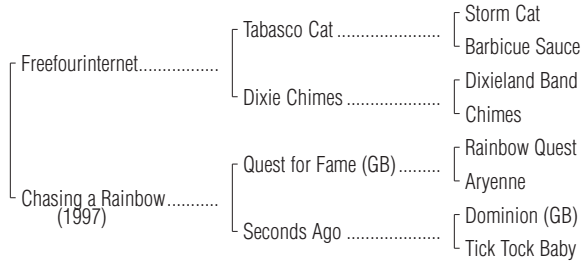 Storm Cat
Tabasco Cat ......................
Barbicue Sauce
Freefourinternet.................
Dixieland Band
Dixie Chimes ....................
Chimes
Rainbow Quest
Quest for Fame (GB).........
Aryenne
Chasing a Rainbow...........
(1997)
Dominion (GB)
Seconds Ago ....................
Tick Tock Baby